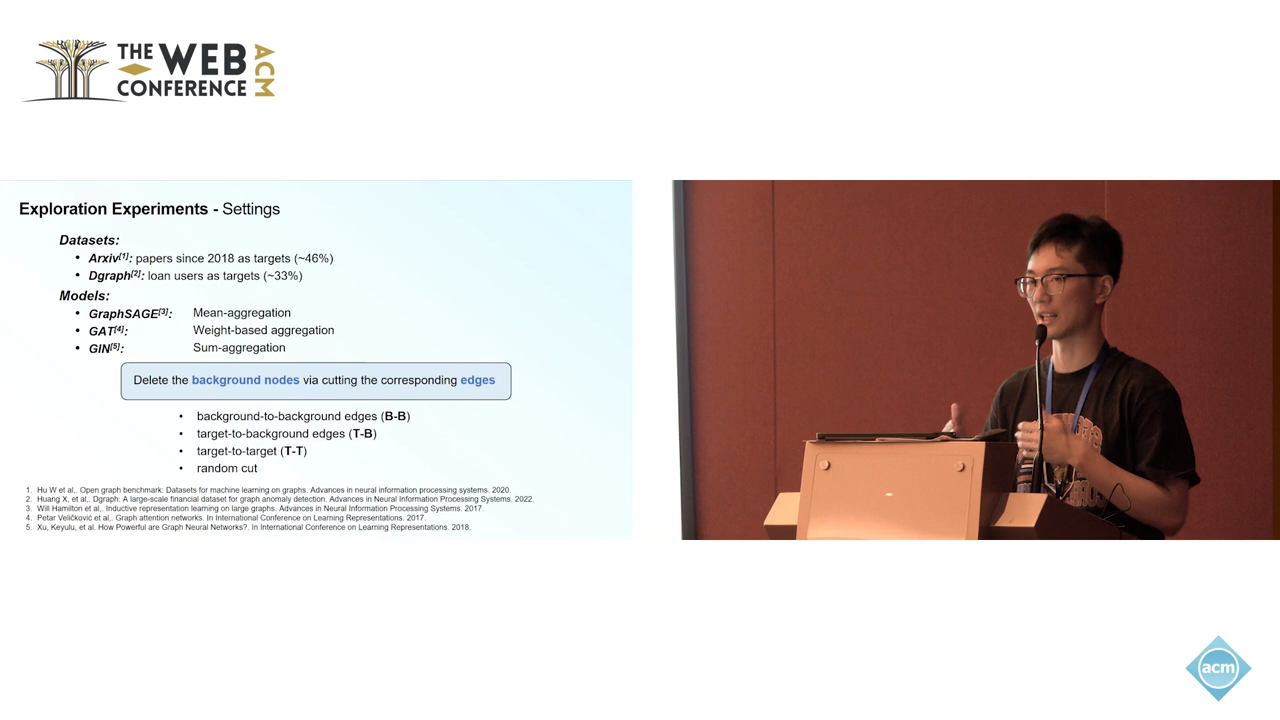 THE WEB CONFERENCE ACM
Exploration Experiments - Settings
Datasets:
• Arxiv[1]: papers since 2018 as targets (~46%)
• Dgraph[2]: loan users as targets (~33%)
Models:
• GraphSAGE[3]: Mean-aggregation
• GAT[4]: Weight-based aggregation
• GIN[5]: Sum-aggregation
Delete the background nodes via cutting the corresponding edges
• background-to-background edges (B-B)
• target-to-background edges (T-B)
• target-to-target (T-T)
• random cut
1. Hu W et al,. Open graph benchmark: Datasets for machine learning on graphs. Advances in neural information processing systems. 2020.
2. Huang X, et al,. Dgraph: A large-scale financial dataset for graph anomaly detection. Advances in Neural Information Processing Systems. 2022.
3. Will Hamilton et al,. Inductive representation learning on large graphs. Advances in Neural Information Processing Systems. 2017.
4. Petar Veličković et al,. Graph attention networks. In International Conference on Learning Representations. 2017.
5. Xu, Keyulu, et al. How Powerful are Graph Neural Networks?. In International Conference on Learning Representations. 2018.
acm